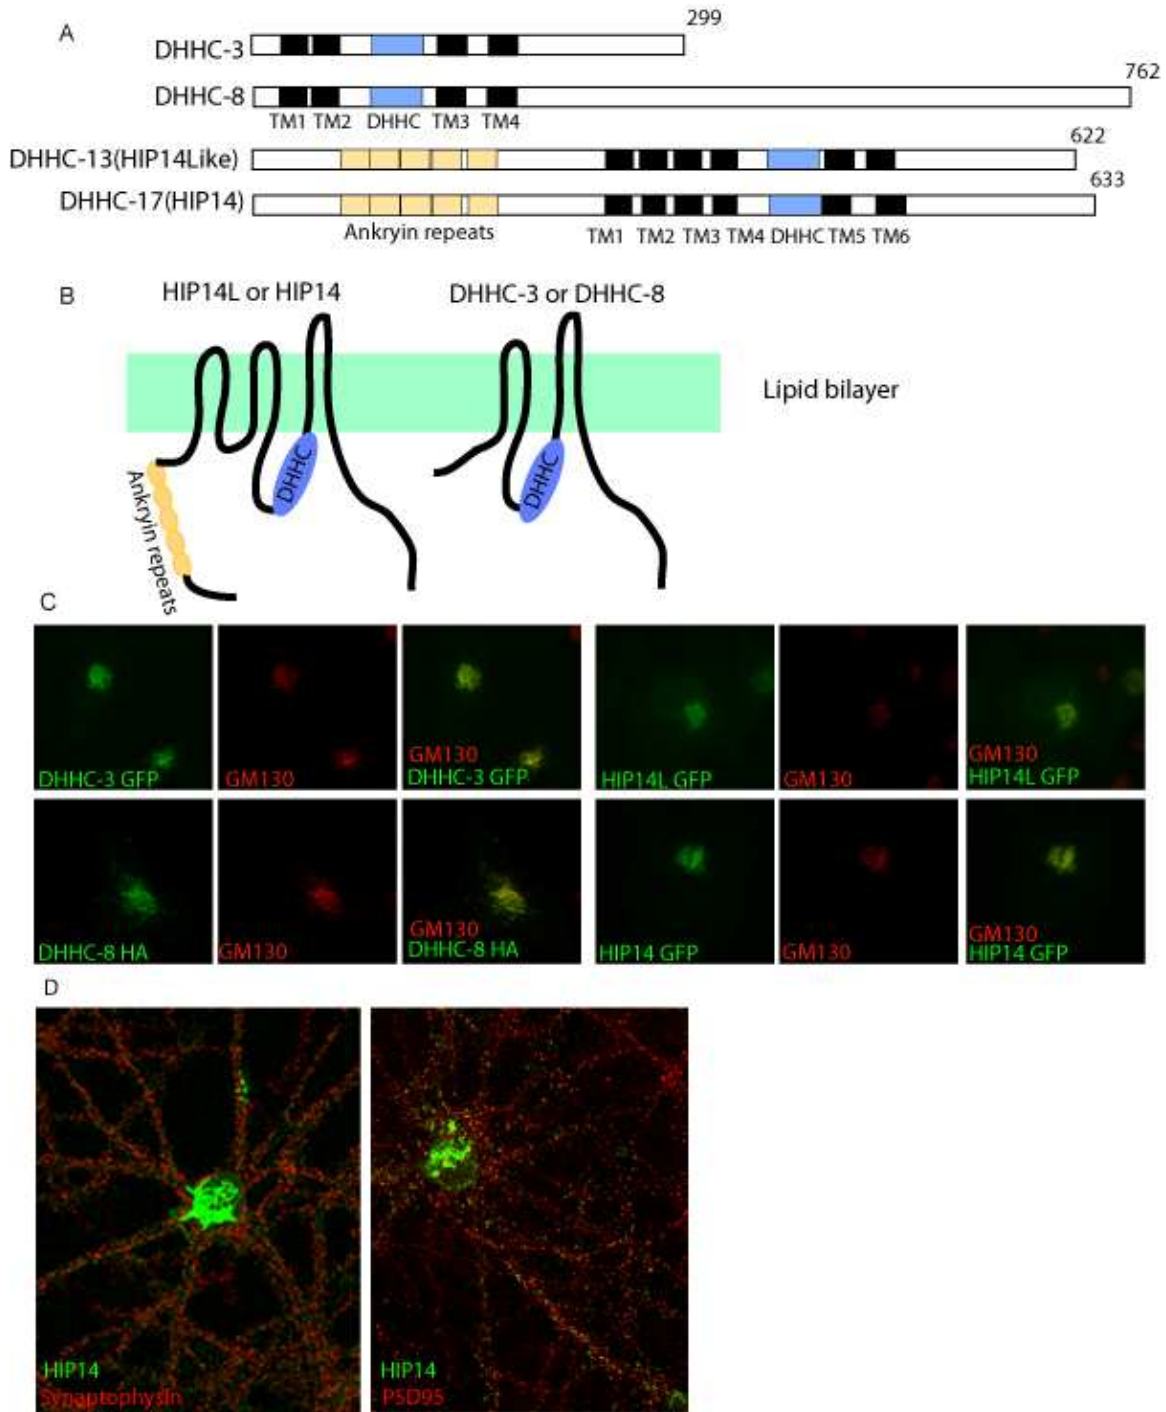 A
299
DHHC-3
762
DHHC-8
TM1 TM2 DHHC TM3 TM4
622
DHHC-13(HIP14Like)
633
DHHC-17(HIP14)
Ankryin repeats
TM1 TM2 TM3 TM4 DHHC TM5 TM6
B
HIP14L or HIP14
DHHC-3 or DHHC-8
Lipid bilayer
DHHC
DHHC
Ankryin repeats
C
DHHC-3 GFP
GM130
GM130
DHHC-3 GFP
HIP14L GFP
GM130
GM130
HIP14L GFP
DHHC-8 HA
GM130
GM130
DHHC-8 HA
HIP14 GFP
GM130
GM130
HIP14 GFP
D
HIP14
Synaptophysin
HIP14
PSD95